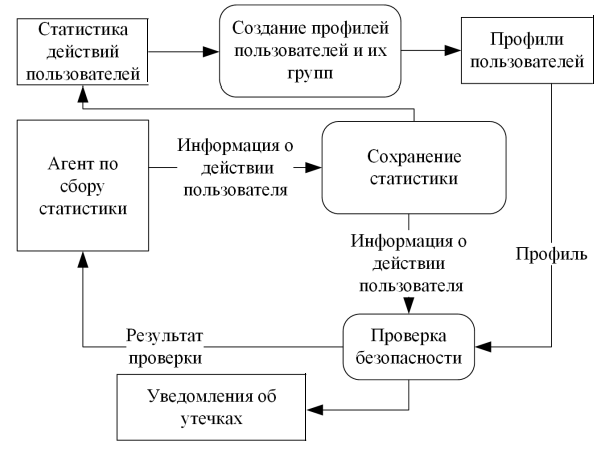 Статистика
действий
пользователей
Создание профилей
пользователей и их
групп
Профили
пользователей
Агент по
сбору
статистики
Информация о
действии
пользователя
Сохранение
статистики
Информация о
действии
пользователя
Профиль
Результат
проверки
Проверка
безопасности
Уведомления об
утечках